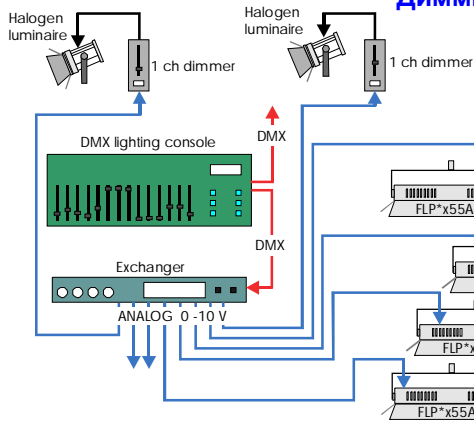 Halogen
luminaire
1 ch dimmer
Halogen
luminaire
1 ch dimmer
DMX lighting console
DMX
DMX
Exchanger
ANALOG 0 -10 V
FLP*x55A
FLP*x
FLP*x55A